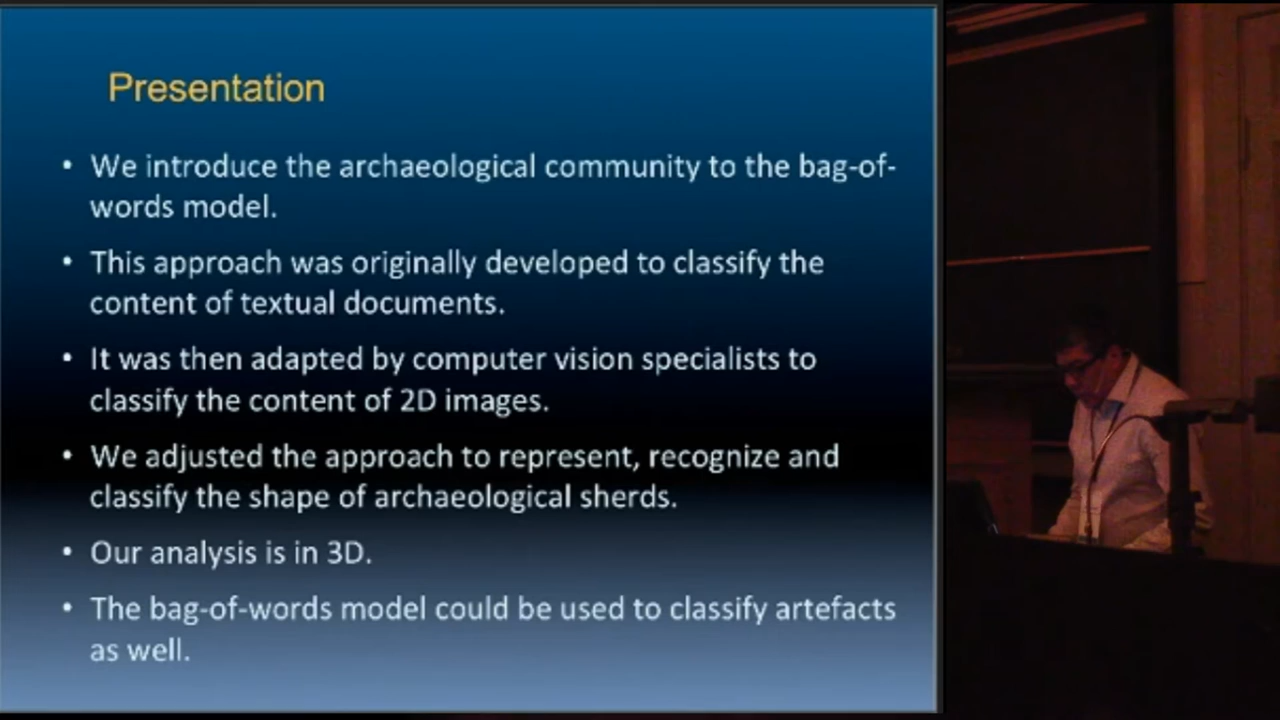 Presentation
• We introduce the archaeological community to the bag-of-
words model.
• This approach was originally developed to classify the
content of textual documents.
• It was then adapted by computer vision specialists to
classify the content of 2D images.
• We adjusted the approach to represent, recognize and
classify the shape of archaeological sherds.
• Our analysis is in 3D.
• The bag-of-words model could be used to classify artefacts
as well.